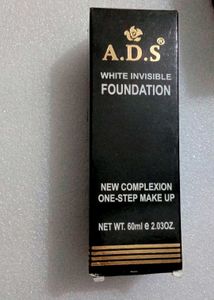 A.D.S®
WHITE INVISIBLE
FOUNDATION
NEW COMPLEXION
ONE-STEP MAKE UP
NET WT. 60ml e 2.03OZ.